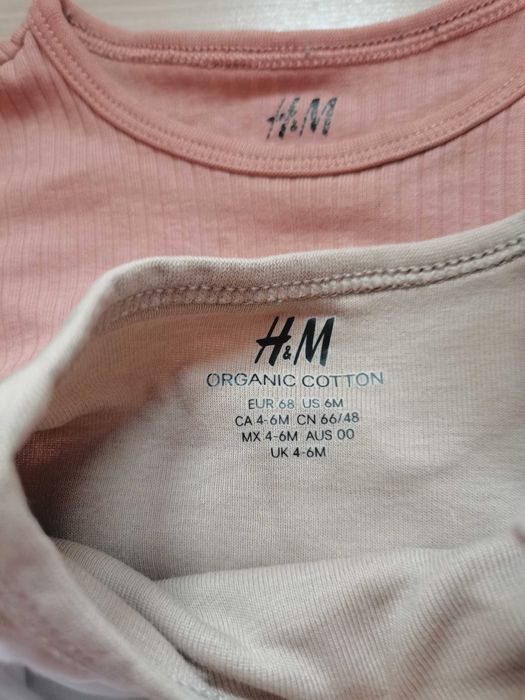 H&M
H&M
ORGANIC COTTON
EUR 68 US 6M
CA 4-6M CN 66/48
MX 4-6M AUS 00
UK 4-6M